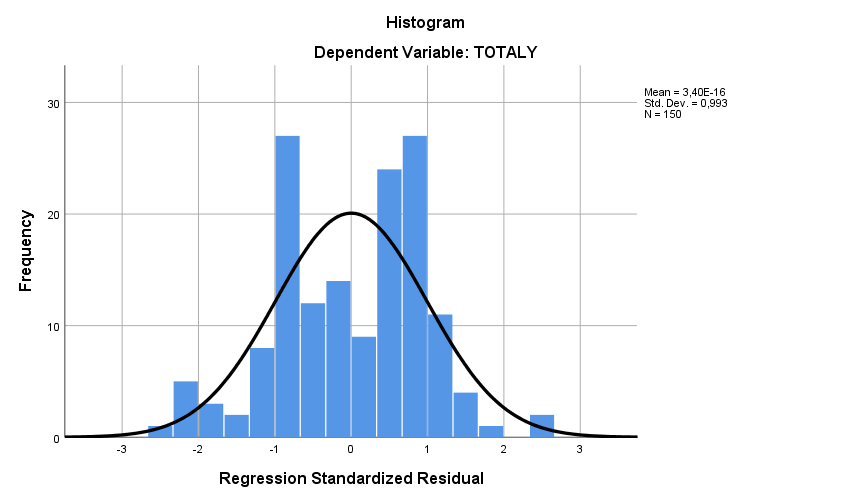 Histogram
Dependent Variable: TOTALY
Mean = 3,40E-16
Std. Dev. = 0,993
N = 150
30
20
10
0
Frequency
-3 -2 -1 0 1 2 3
Regression Standardized Residual